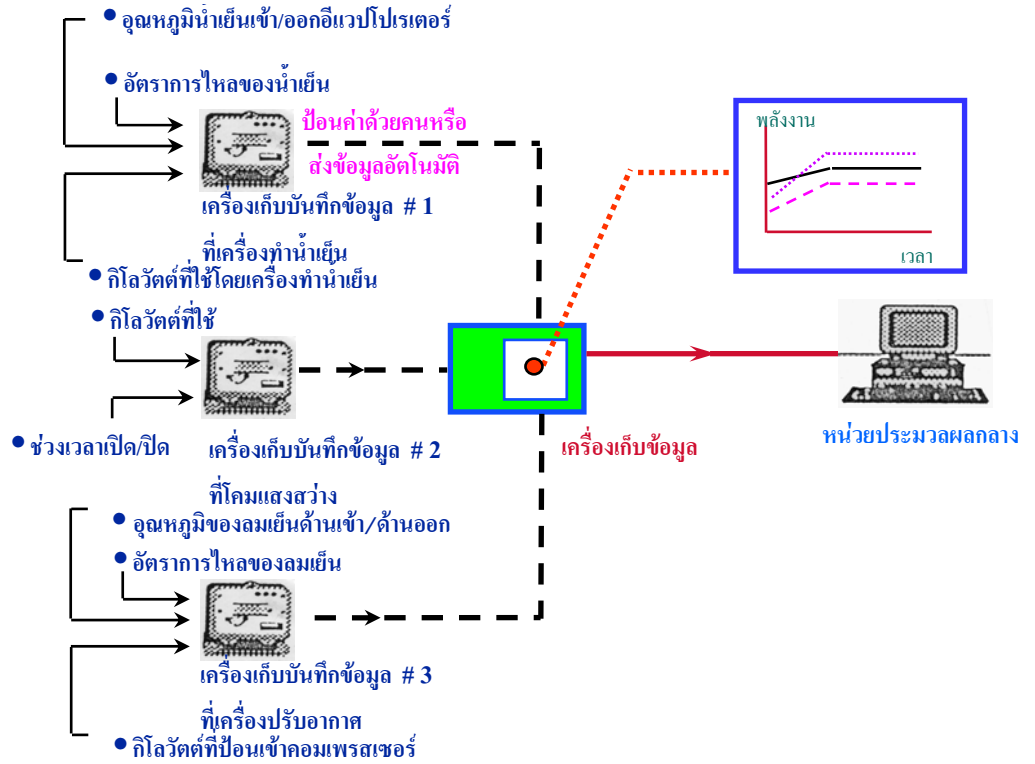 • อุณหภูมิน้ำเย็นเข้า/ออกอีแวปโปเรเตอร์
• อัตราการไหลของน้ำเย็น
ป้อนค่าด้วยคนหรือ
ส่งข้อมูลอัตโนมัติ
เครื่องเก็บบันทึกข้อมูล # 1
ที่เครื่องทำน้ำเย็น
• กิโลวัตต์ที่ใช้โดยเครื่องทำน้ำเย็น
พลังงาน
เวลา
• กิโลวัตต์ที่ใช้
• ช่วงเวลาเปิด/ปิด
เครื่องเก็บบันทึกข้อมูล # 2
ที่โคมแสงสว่าง
เครื่องเก็บข้อมูล
หน่วยประมวลผลกลาง
• อุณหภูมิของลมเย็นด้านเข้า/ด้านออก
• อัตราการไหลของลมเย็น
เครื่องเก็บบันทึกข้อมูล # 3
ที่เครื่องปรับอากาศ
• กิโลวัตต์ที่ป้อนเข้าคอมเพรสเซอร์